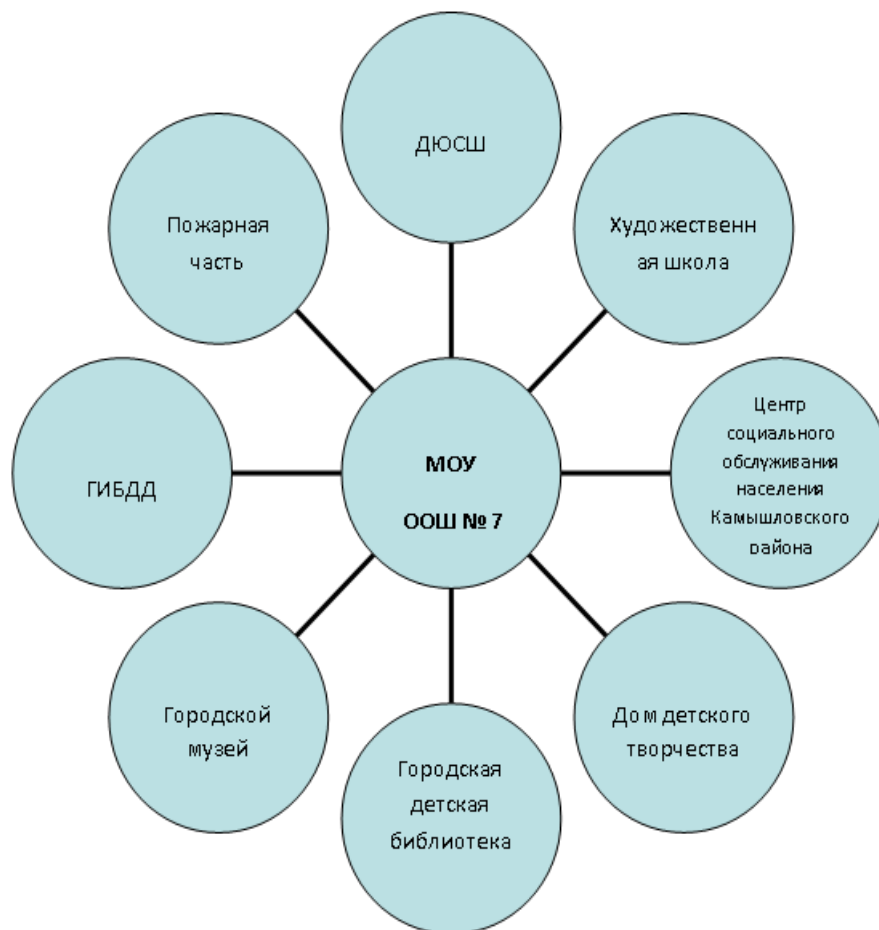 ДЮСШ
Пожарная
часть
Художественн
ая школа
ГИБДД
МОУ
ООШ № 7
Центр
социального
обслуживания
населения
Камышловского
района
Городской
музей
Городская
детская
библиотека
Дом детского
творчества